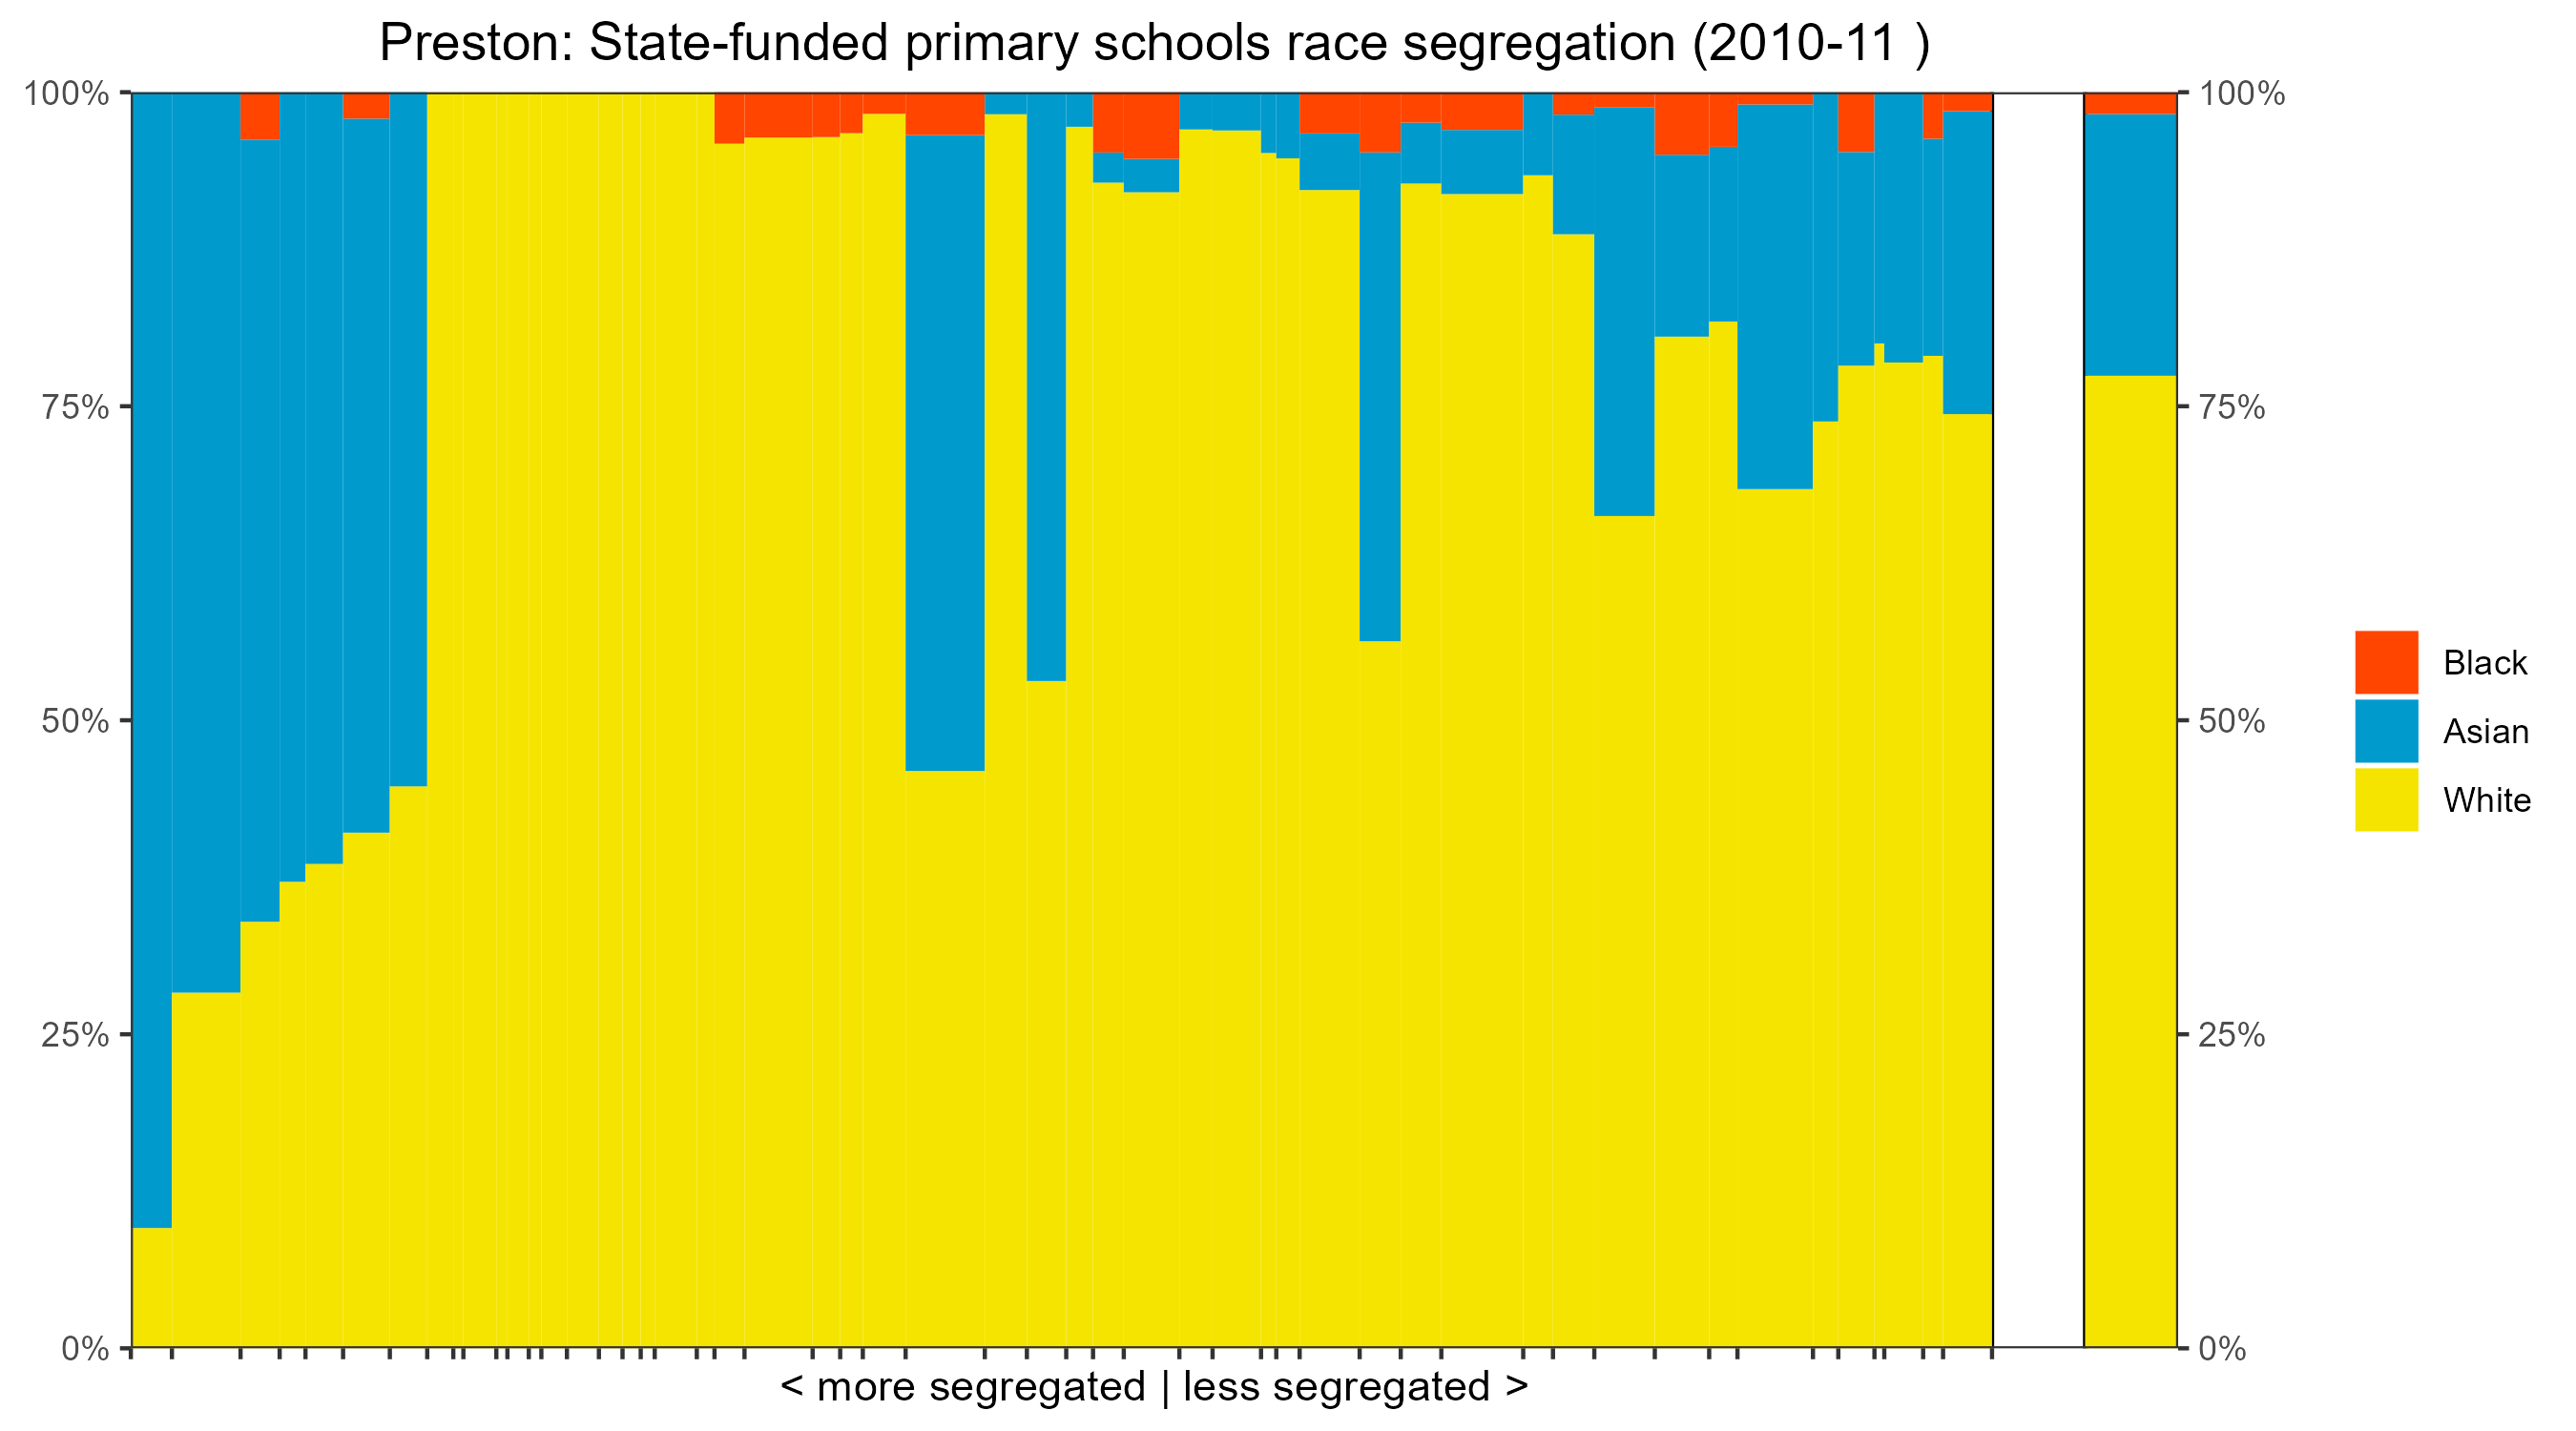 Preston: State-funded primary schools race segregation (2010-11 )
100%
75%
50%
25%
0%
100%
75%
50%
25%
0%
Black
Asian
White
< more segregated | less segregated >